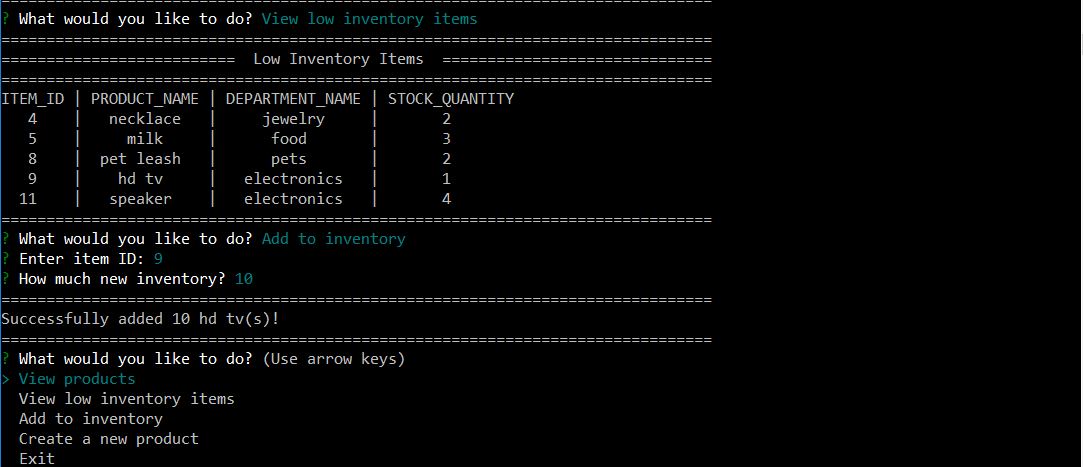 ===============================================================================
? What would you like to do? View low inventory items
===============================================================================
==========================  Low Inventory Items  ==============================
===============================================================================
ITEM_ID | PRODUCT_NAME | DEPARTMENT_NAME | STOCK_QUANTITY
   4    |   necklace   |     jewelry     |       2
   5    |     milk     |      food       |       3
   8    |  pet leash   |      pets       |       2
   9    |    hd tv     |   electronics   |       1
  11    |   speaker    |   electronics   |       4
===============================================================================
? What would you like to do? Add to inventory
? Enter item ID: 9
? How much new inventory? 10
===============================================================================
Successfully added 10 hd tv(s)!
===============================================================================
? What would you like to do? (Use arrow keys)
> View products
  View low inventory items
  Add to inventory
  Create a new product
  Exit